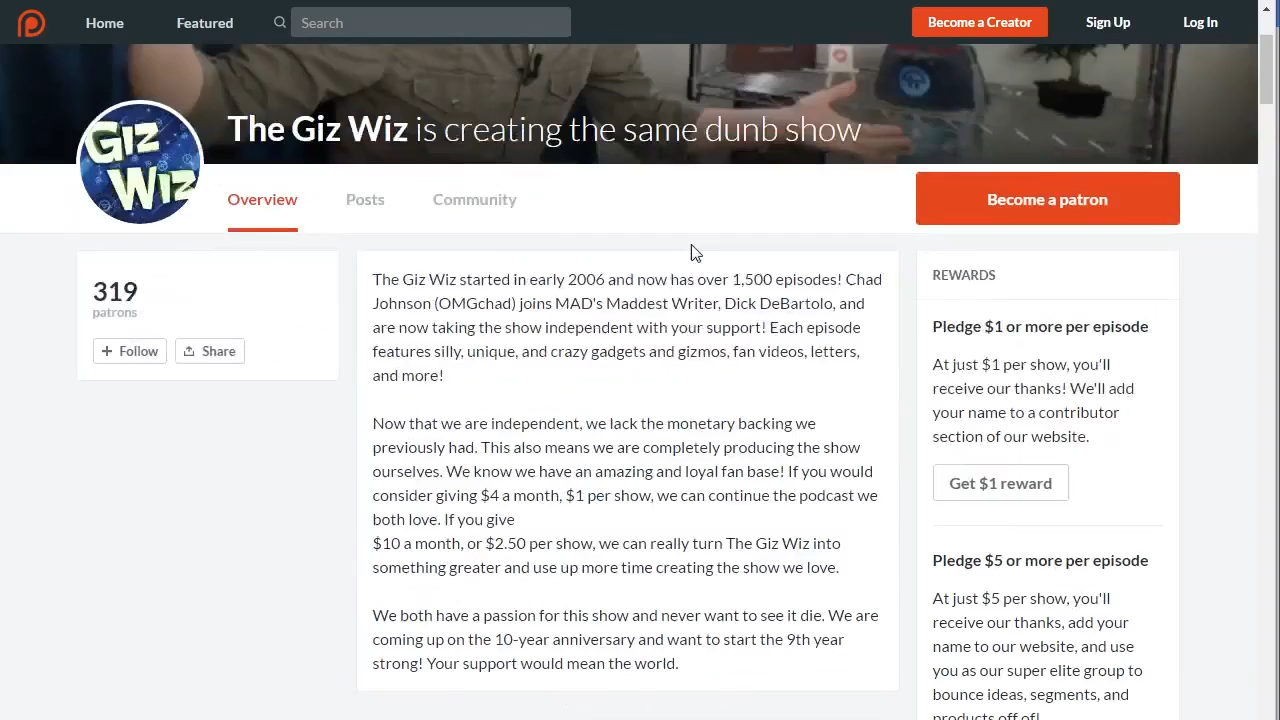 Home Featured Search Become a Creator Sign Up Log In
GIZ
WIZ
The Giz Wiz is creating the same dunb show
Overview Posts Community
Become a patron
319
patrons
+ Follow Share
The Giz Wiz started in early 2006 and now has over 1,500 episodes! Chad
Johnson (OMGchad) joins MAD's Maddest Writer, Dick DeBartolo, and
are now taking the show independent with your support! Each episode
features silly, unique, and crazy gadgets and gizmos, fan videos, letters,
and more!
Now that we are independent, we lack the monetary backing we
previously had. This also means we are completely producing the show
ourselves. We know we have an amazing and loyal fan base! If you would
consider giving $4 a month, $1 per show, we can continue the podcast we
both love. If you give
$10 a month, or $2.50 per show, we can really turn The Giz Wiz into
something greater and use up more time creating the show we love.
We both have a passion for this show and never want to see it die. We are
coming up on the 10-year anniversary and want to start the 9th year
strong! Your support would mean the world.
REWARDS
Pledge $1 or more per episode
At just $1 per show, you'll
receive our thanks! We'll add
your name to a contributor
section of our website.
Get $1 reward
Pledge $5 or more per episode
At just $5 per show, you'll
receive our thanks, add your
name to our website, and use
you as our super elite group to
bounce ideas, segments, and
products off of!